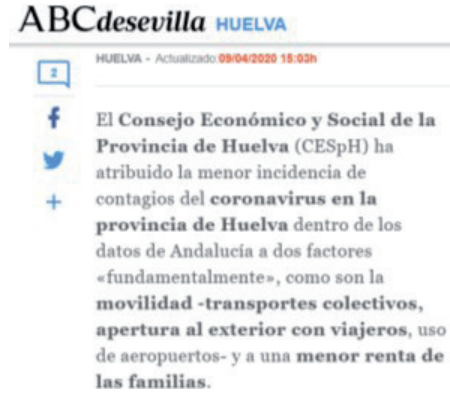 ABCdesevilla HUELVA
HUELVA - Actualizado:09/04/2020 15:03h
2
El Consejo Económico y Social de la
Provincia de Huelva (CESpH) ha
atribuido la menor incidencia de
contagios del coronavirus en la
provincia de Huelva dentro de los
datos de Andalucía a dos factores
«fundamentalmente», como son la
movilidad -transportes colectivos,
apertura al exterior con viajeros, uso
de aeropuertos- y a una menor renta de
las familias.